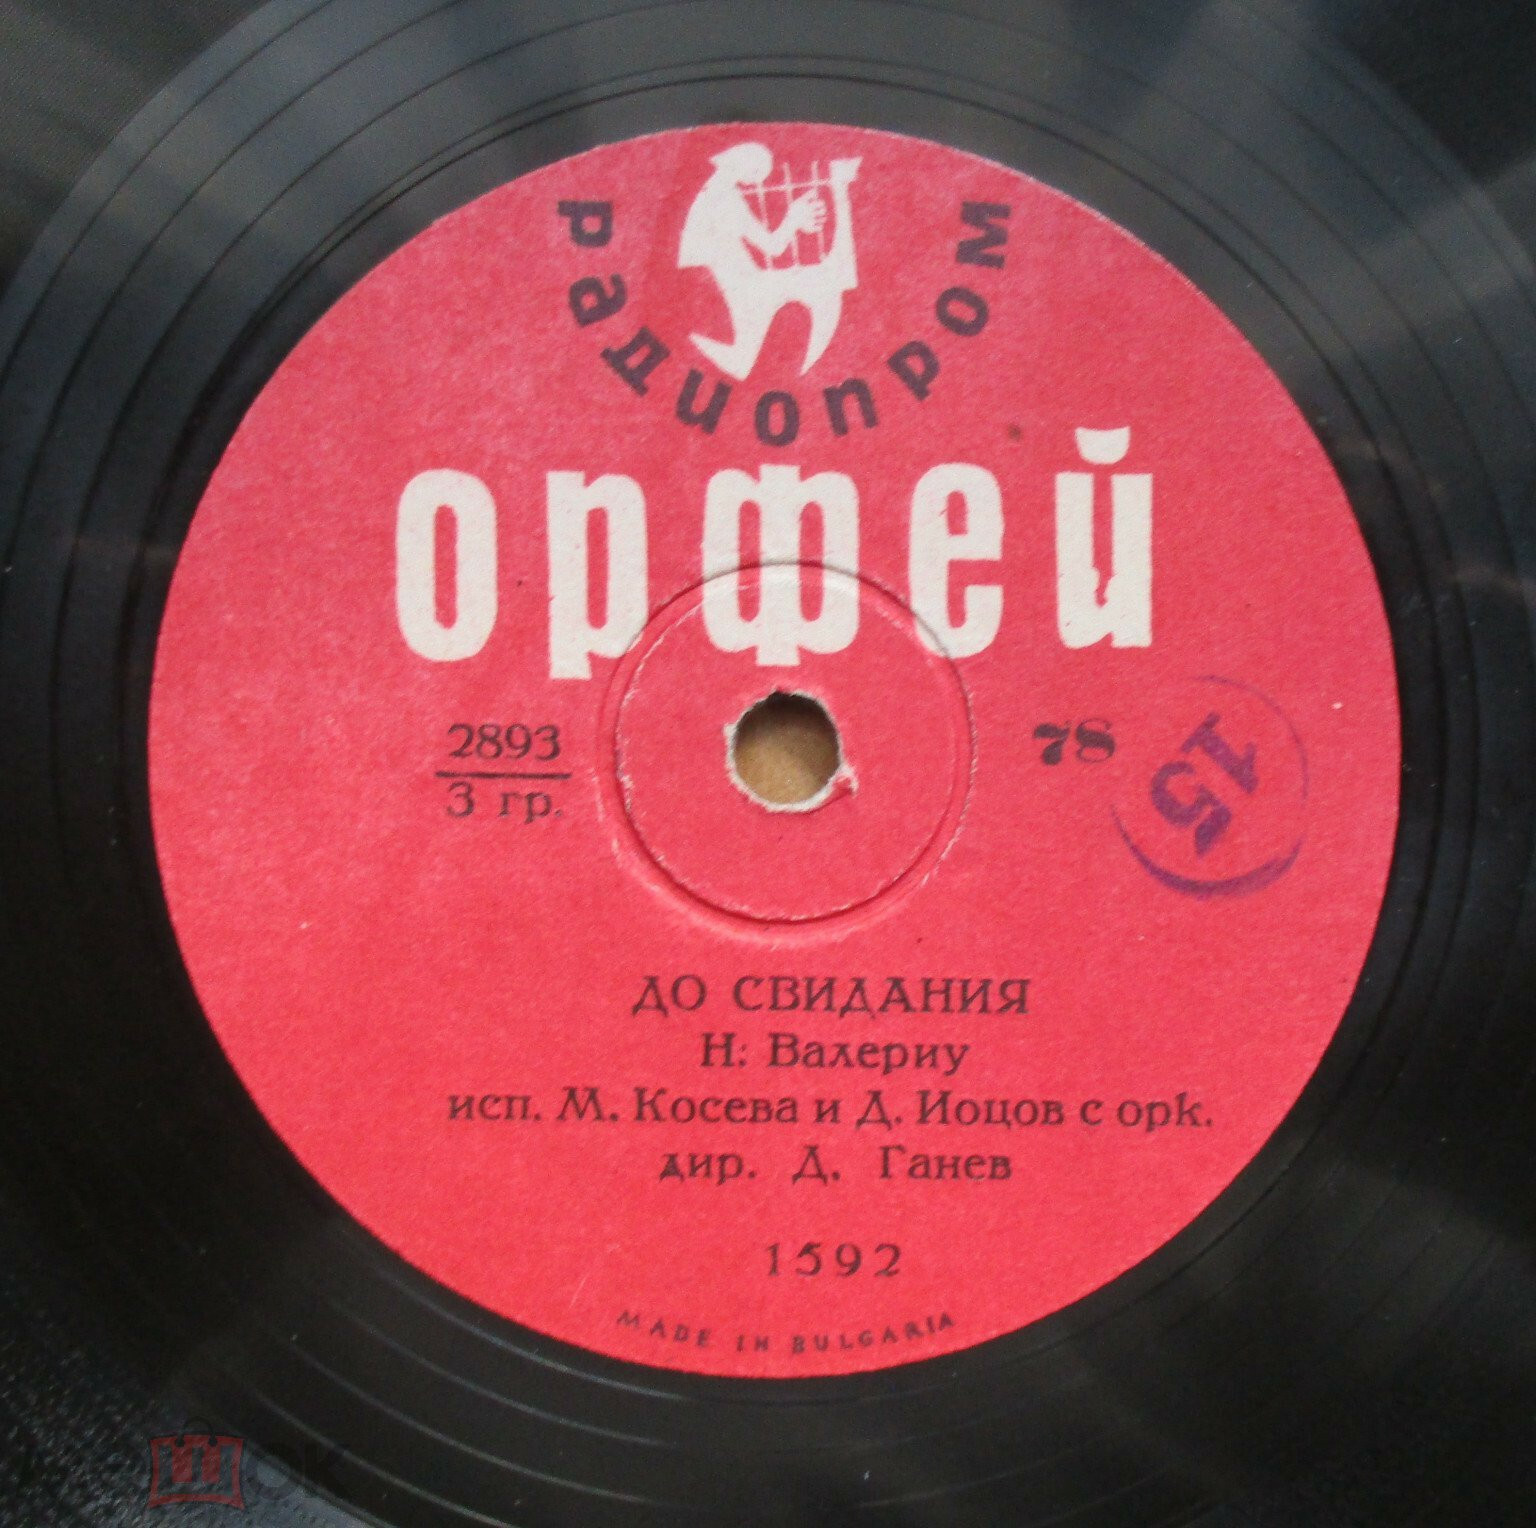 радиопром
орфей
2893
3 гр.
78
15
ДО СВИДАНИЯ
Н: Валериу
исп. М. Косева и Д. Иоцов с орк.
дир. Д. Ганев
1592
MADE IN BULGARIA